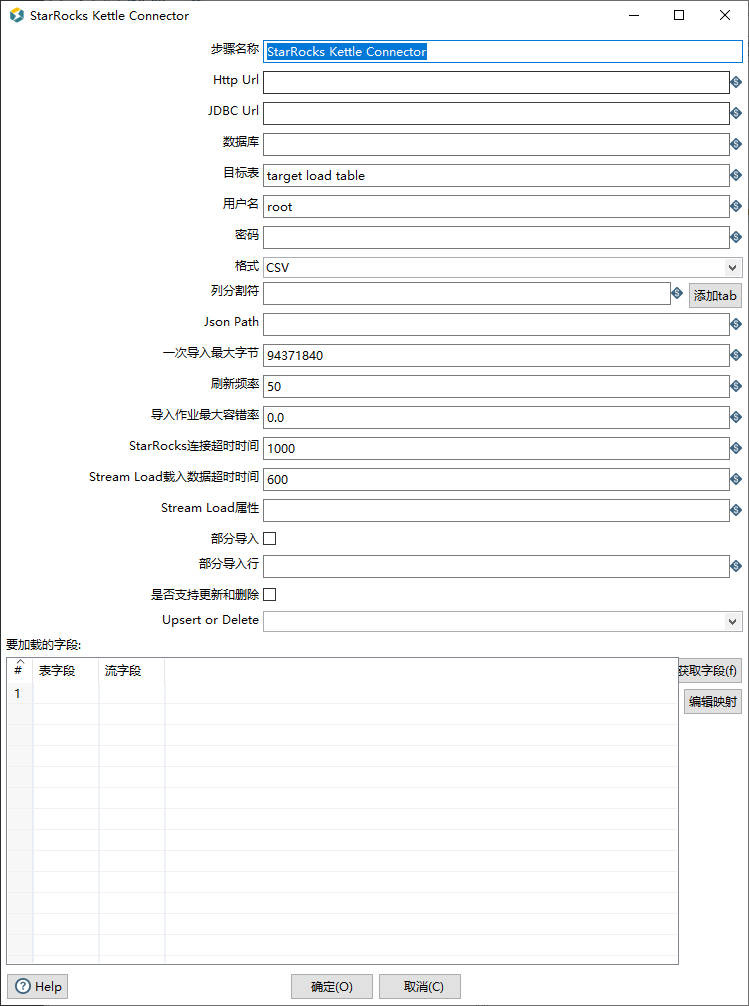 StarRocks Kettle Connector
步骤名称 StarRocks Kettle Connector
Http Url
JDBC Url
数据库
目标表 target load table
用户名 root
密码
格式 CSV
列分割符 添加tab
Json Path
一次导入最大字节 94371840
刷新频率 50
导入作业最大容错率 0.0
StarRocks连接超时时间 1000
Stream Load载入数据超时时间 600
Stream Load属性
部分导入
部分导入行
是否支持更新和删除
Upsert or Delete
要加载的字段:
# 表字段 流字段 获取字段(f)
1 编辑映射
Help 确定(O) 取消(C)